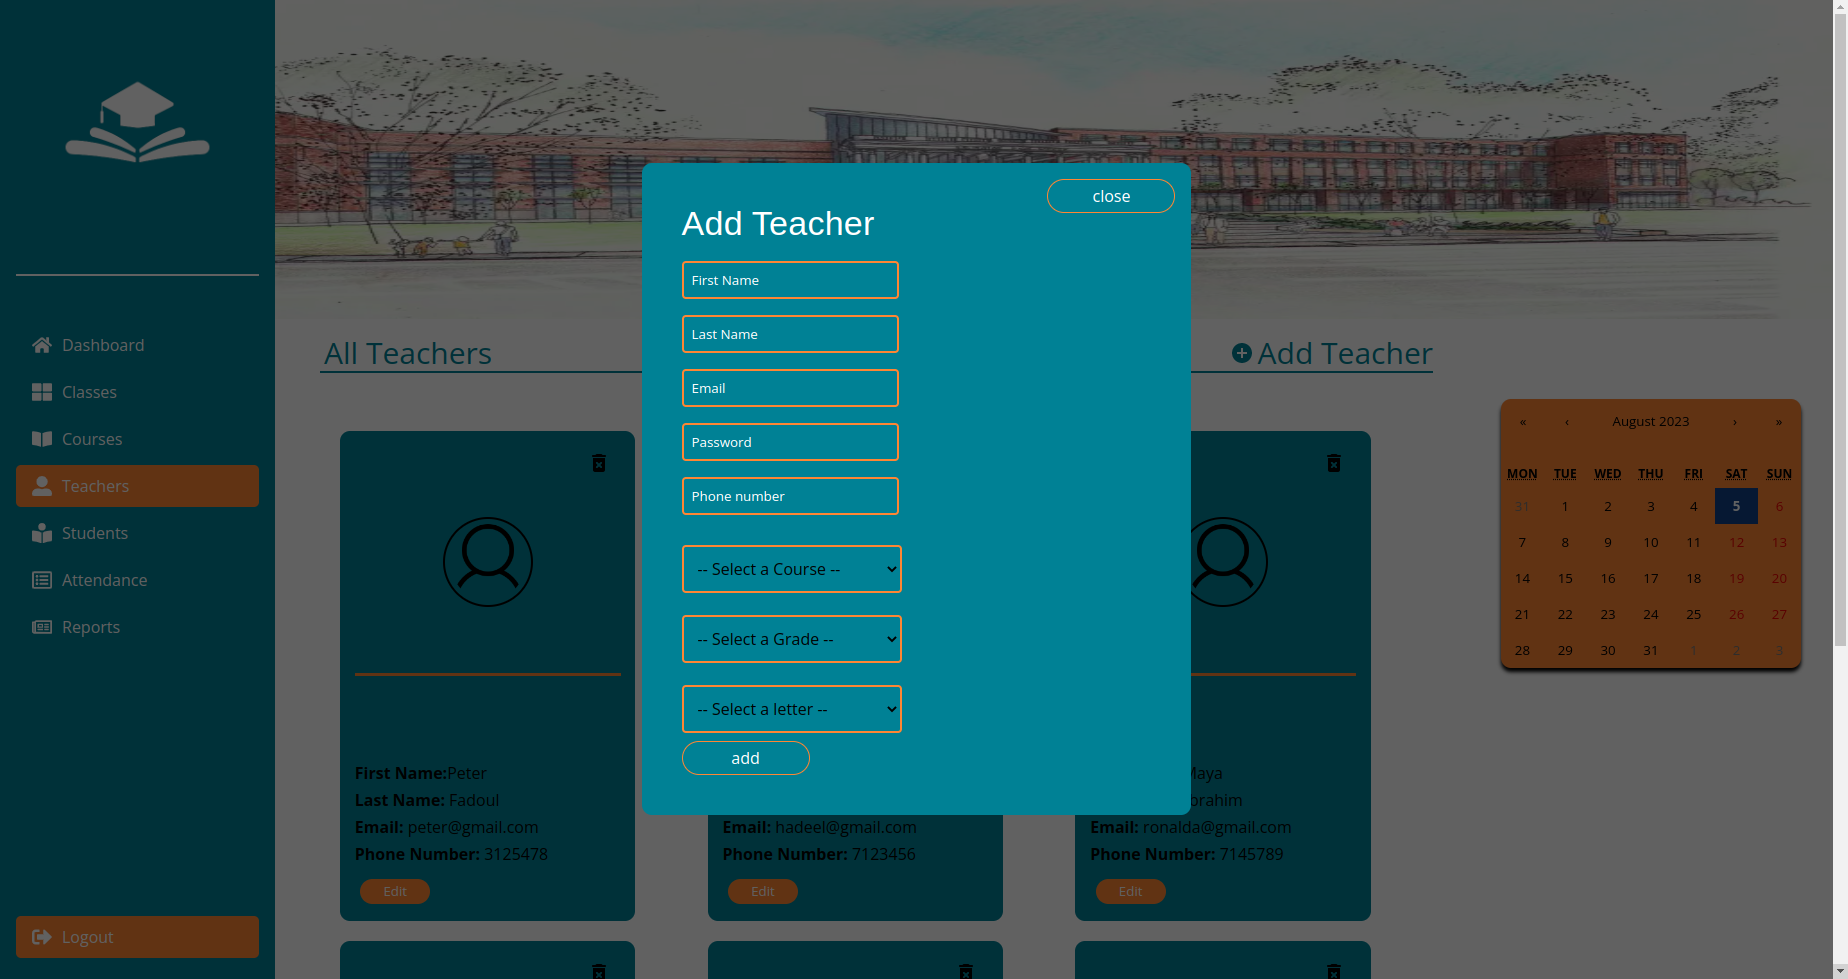 Dashboard
Classes
Courses
Teachers
Students
Attendance
Reports
Logout
All Teachers
Add Teacher
close
Add Teacher
First Name
Last Name
Email
Password
Phone number
-- Select a Course --
-- Select a Grade --
-- Select a letter --
add
First Name:Peter
Last Name: Fadoul
Email: peter@gmail.com
Phone Number: 3125478
Edit
Email: hadeel@gmail.com
Phone Number: 7123456
Edit
Maya
brahim
Email: ronalda@gmail.com
Phone Number: 7145789
Edit
« ‹ August 2023 › »
MON TUE WED THU FRI SAT SUN
31 1 2 3 4 5 6
7 8 9 10 11 12 13
14 15 16 17 18 19 20
21 22 23 24 25 26 27
28 29 30 31 1 2 3